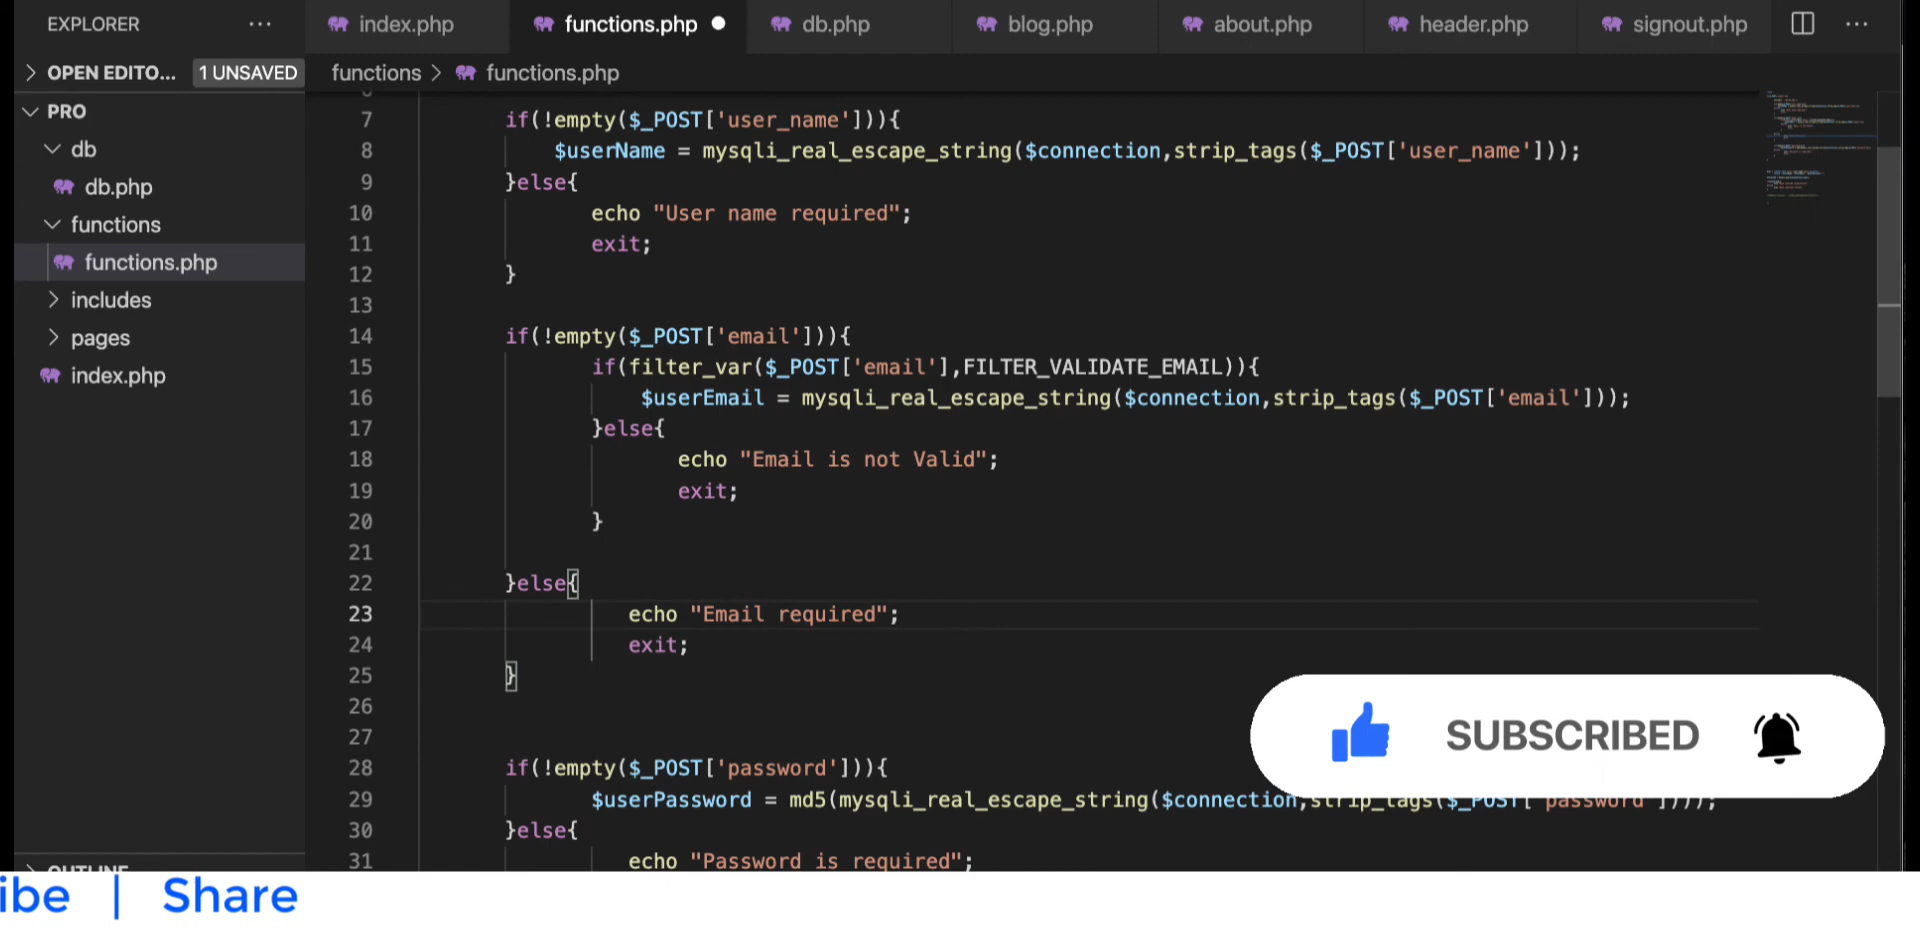 EXPLORER ··· index.php functions.php db.php blog.php about.php header.php signout.php ···
OPEN EDITO... 1 UNSAVED functions > functions.php
PRO
db
db.php
functions
functions.php
includes
pages
index.php
7 if(!empty($_POST['user_name'])){
8 $userName = mysqli_real_escape_string($connection,strip_tags($_POST['user_name']));
9 }else{
10 echo "User name required";
11 exit;
12 }
13
14 if(!empty($_POST['email'])){
15 if(filter_var($_POST['email'],FILTER_VALIDATE_EMAIL)){
16 $userEmail = mysqli_real_escape_string($connection,strip_tags($_POST['email']));
17 }else{
18 echo "Email is not Valid";
19 exit;
20 }
21
22 }else{
23 echo "Email required";
24 exit;
25 }
26
27
28 if(!empty($_POST['password'])){
29 $userPassword = md5(mysqli_real_escape_string($connection,strip_tags($_POST['password'])));
30 }else{
31 echo "Password is required";
SUBSCRIBED
OUTLINE
ibe | Share